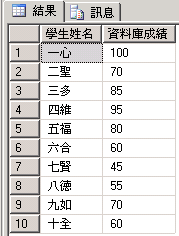 結果 訊息
學生姓名 資料庫成績
1 一心 100
2 二聖 70
3 三多 85
4 四維 95
5 五福 80
6 六合 60
7 七賢 45
8 八德 55
9 九如 70
10 十全 60